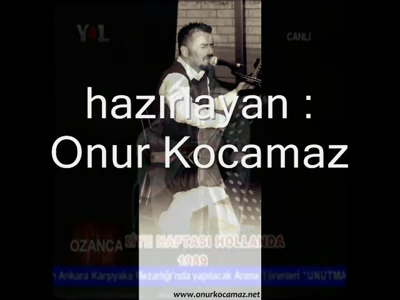 YOL
CANLI
hazırlayan :
Onur Kocamaz
OZANCA
HAFTASI HOLLANDA
1989
Ankara Karşıyaka Mezarlığı'nda yapılacak Anma Törenleri "UNUTMA
www.onurkocamaz.net